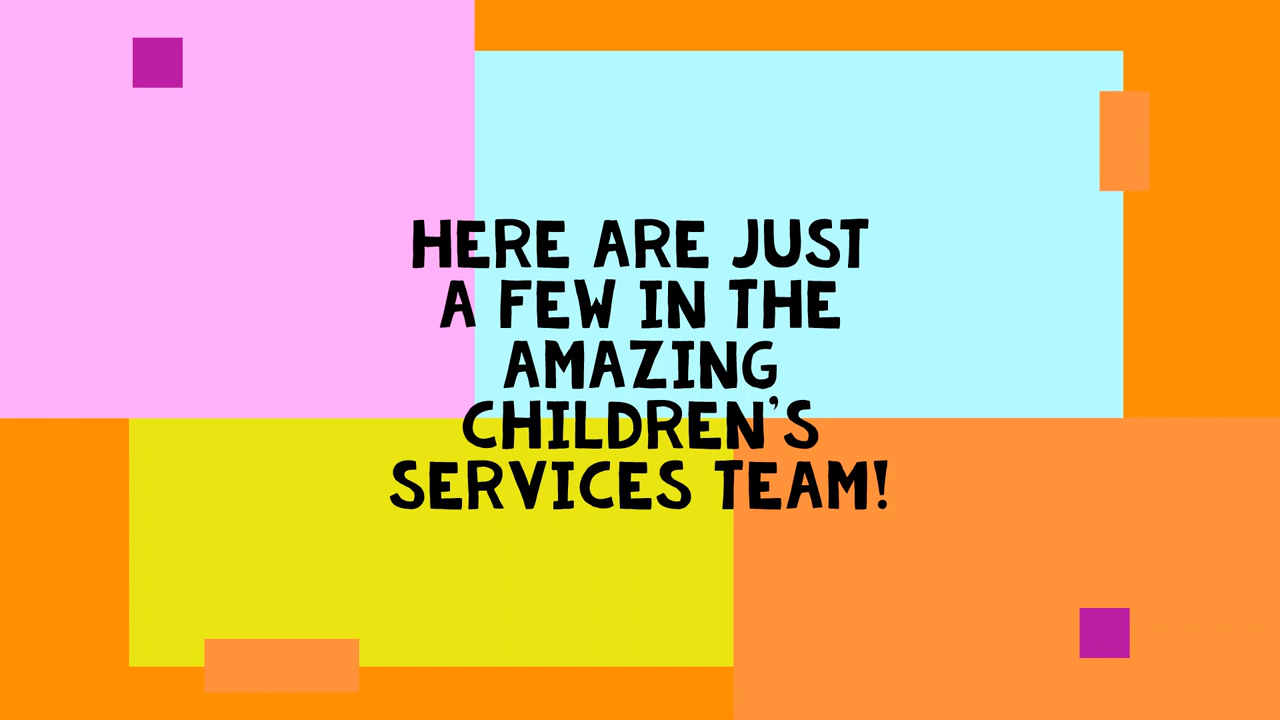 HERE ARE JUST
A FEW IN THE
AMAZING
CHILDREN'S
SERVICES TEAM!